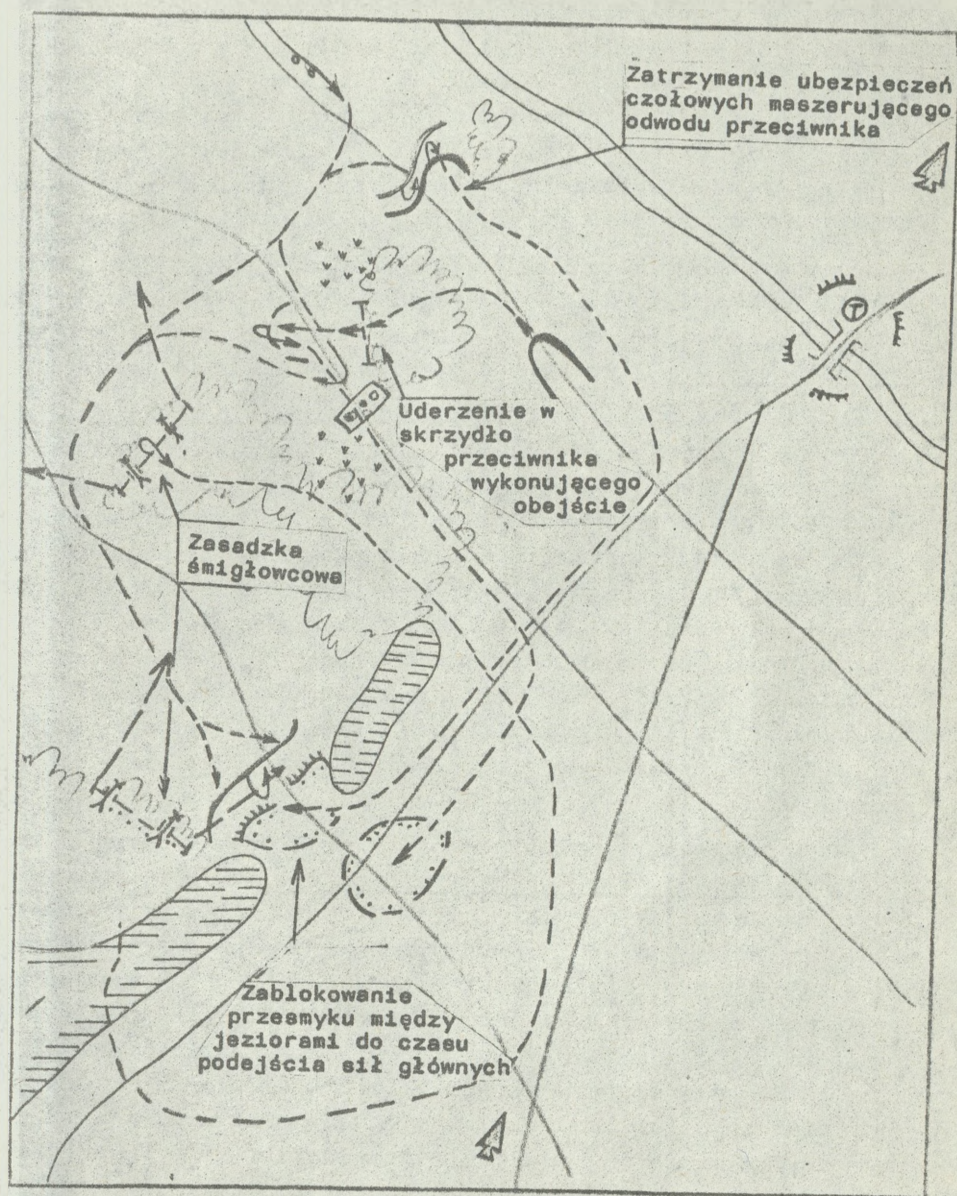 Zatrzymanie ubezpieczeń
czołowych maszerującego
odwodu przeciwnika
T
Uderzenie w
skrzydło
przeciwnika
wykonującego
obejście
Zasadzka
śmigłowcowa
Zablokowanie
przesmyku między
jeziorami do czasu
podejścia sił głównych